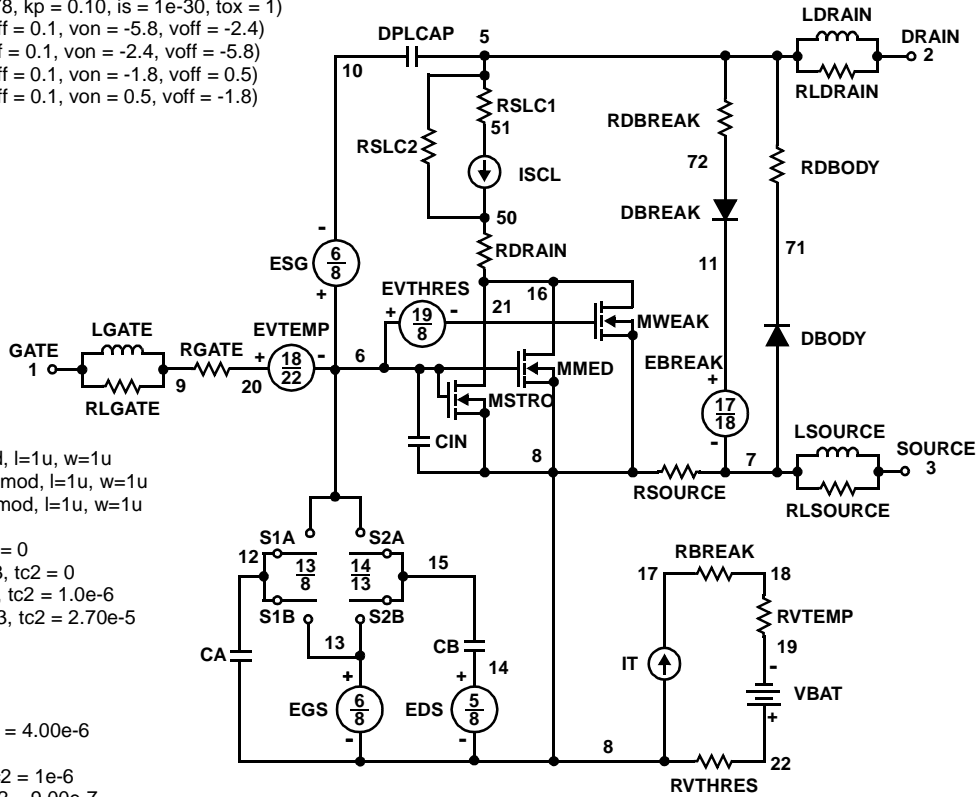 8, kp = 0.10, is = 1e-30, tox = 1)
ff = 0.1, von = -5.8, voff = -2.4)
f = 0.1, von = -2.4, voff = -5.8)
ff = 0.1, von = -1.8, voff = 0.5)
ff = 0.1, von = 0.5, voff = -1.8)
LDRAIN
DRAIN
2
RLDRAIN
DPLCAP
5
10
RSLC1
51
RSLC2
ISCL
50
RDRAIN
RDBREAK
72
DBREAK
11
RDBODY
71
DBODY
-
ESG
6
8
+
EVTHRES
+
19
8
-
21
16
MWEAK
MMED
MSTRO
EBREAK
+
17
18
-
LGATE
GATE
1
RLGATE
9
RGATE
20
EVTEMP
+
18
22
-
6
CIN
8
RSOURCE
7
LSOURCE
SOURCE
3
RLSOURCE
d, l=1u, w=1u
mod, l=1u, w=1u
mod, l=1u, w=1u
= 0
3, tc2 = 0
, tc2 = 1.0e-6
3, tc2 = 2.70e-5
= 4.00e-6
c2 = 1e-6
2 = 9.00e-7
S1A
S2A
12
13
8
14
13
15
S1B
S2B
13
CA
CB
14
+
EGS
6
8
-
+
EDS
5
8
-
8
RBREAK
17
18
RVTEMP
19
-
IT
VBAT
+
22
RVTHRES